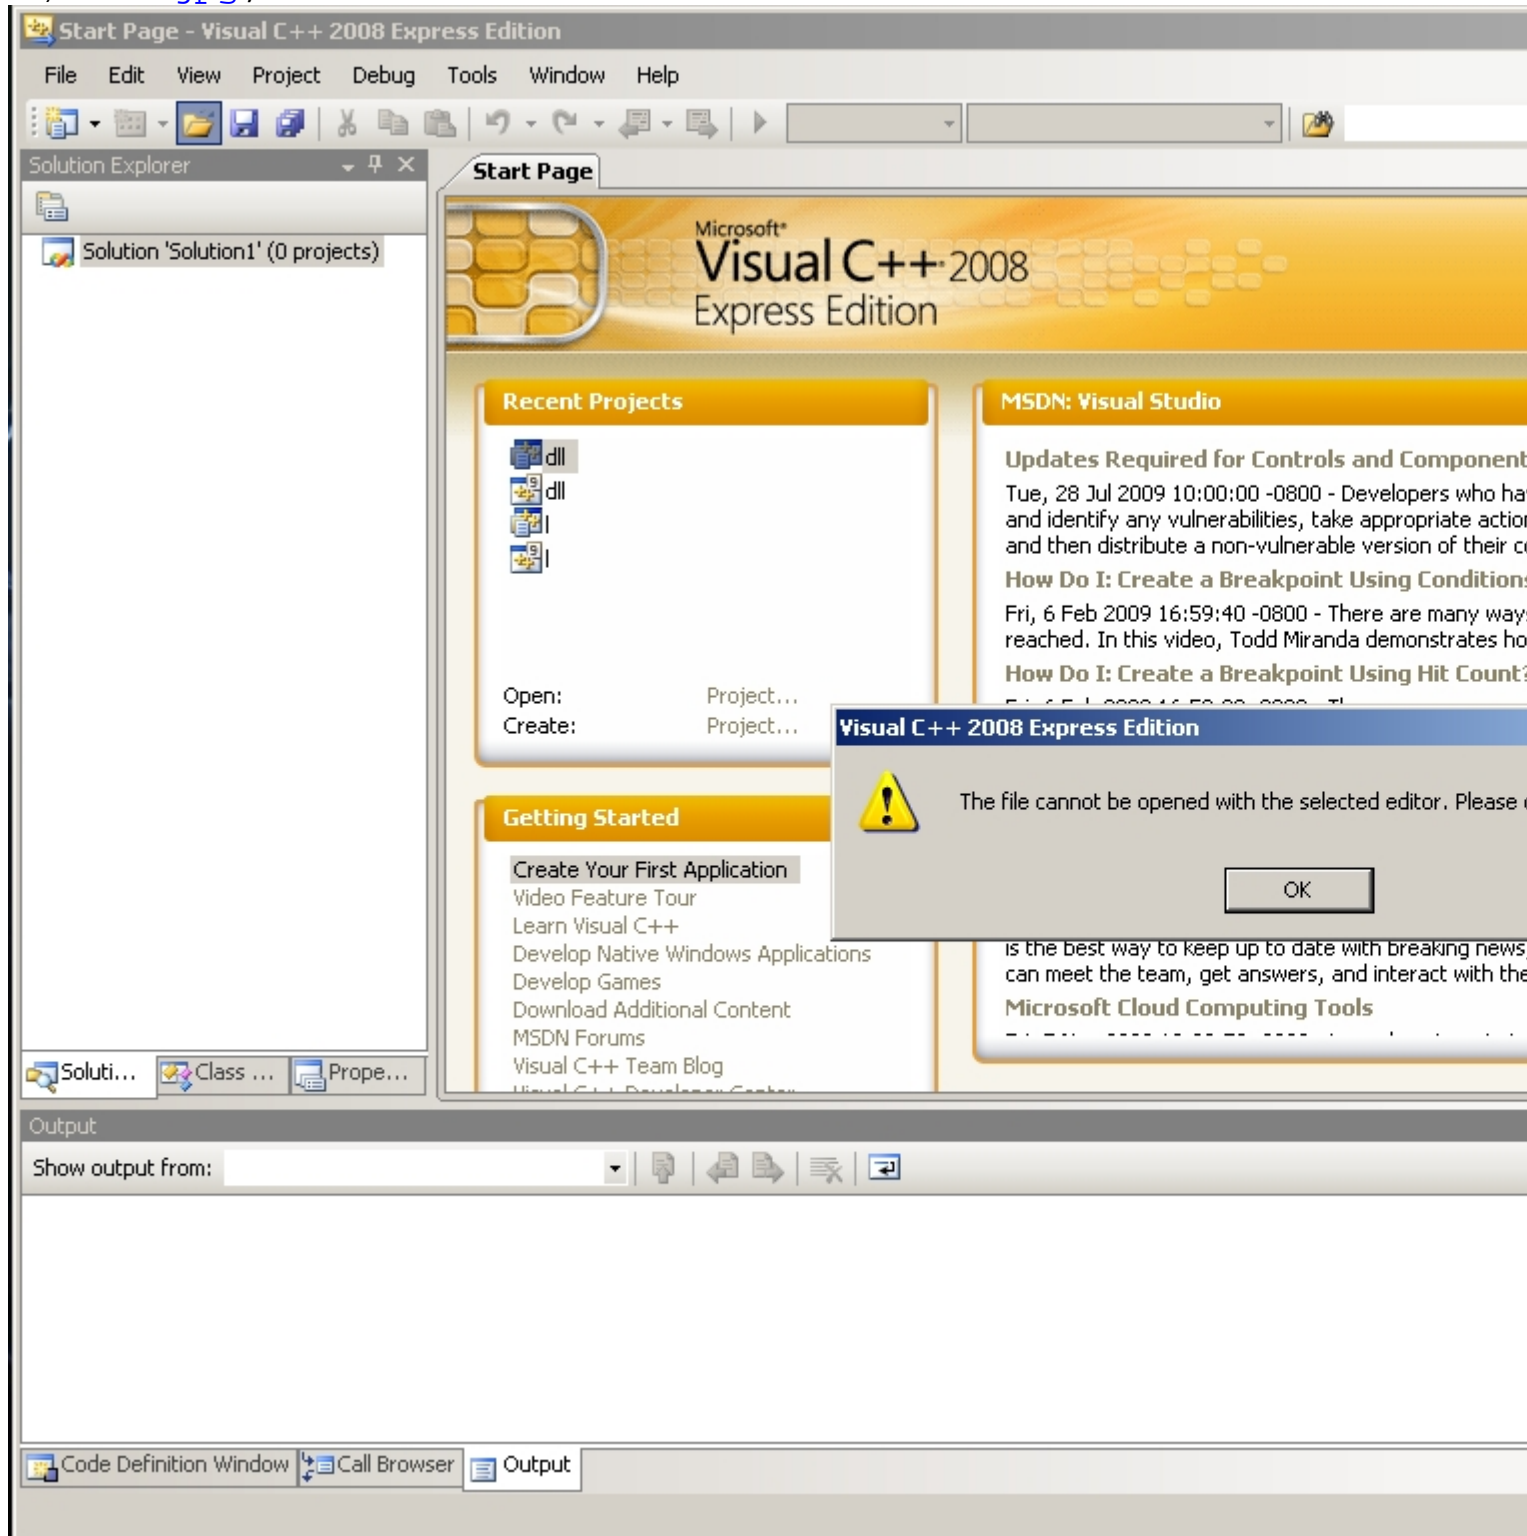 Start Page - Visual C++ 2008 Express Edition
File Edit View Project Debug Tools Window Help
Solution Explorer
Solution 'Solution1' (0 projects)
Soluti... Class ... Prope...
Start Page
Microsoft
Visual C++ 2008
Express Edition
Recent Projects
dll
dll
l
l
Open: Project...
Create: Project...
Getting Started
Create Your First Application
Video Feature Tour
Learn Visual C++
Develop Native Windows Applications
Develop Games
Download Additional Content
MSDN Forums
Visual C++ Team Blog
MSDN: Visual Studio
Updates Required for Controls and Component
Tue, 28 Jul 2009 10:00:00 -0800 - Developers who ha
and identify any vulnerabilities, take appropriate action
and then distribute a non-vulnerable version of their c
How Do I: Create a Breakpoint Using Conditions
Fri, 6 Feb 2009 16:59:40 -0800 - There are many ways
reached. In this video, Todd Miranda demonstrates ho
How Do I: Create a Breakpoint Using Hit Count?
Visual C++ 2008 Express Edition
The file cannot be opened with the selected editor. Please
OK
is the best way to keep up to date with breaking news,
can meet the team, get answers, and interact with the
Microsoft Cloud Computing Tools
Output
Show output from:
Code Definition Window Call Browser Output